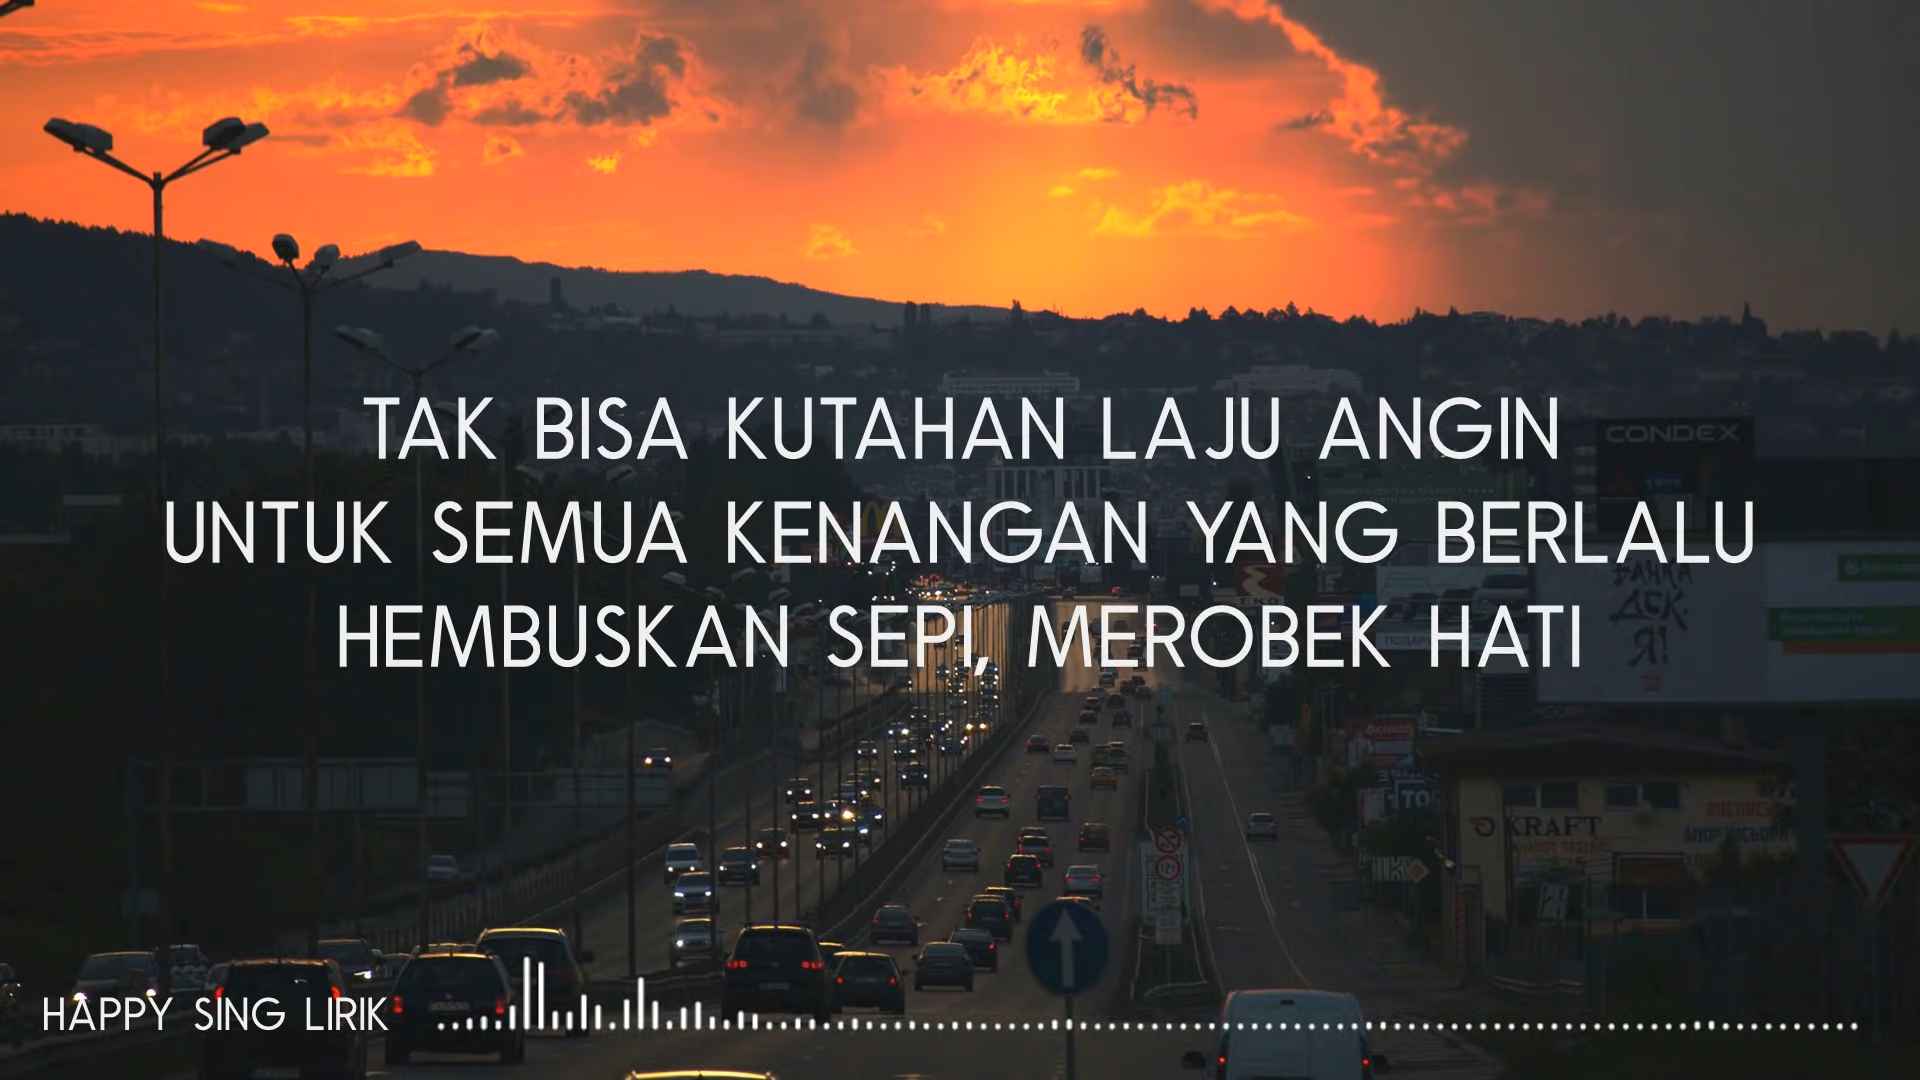 TAK BISA KUTAHAN LAJU ANGIN
UNTUK SEMUA KENANGAN YANG BERLALU
HEMBUSKAN SEPI, MEROBEK HATI
CONDEX
KRAFT
HAPPY SING LIRIK